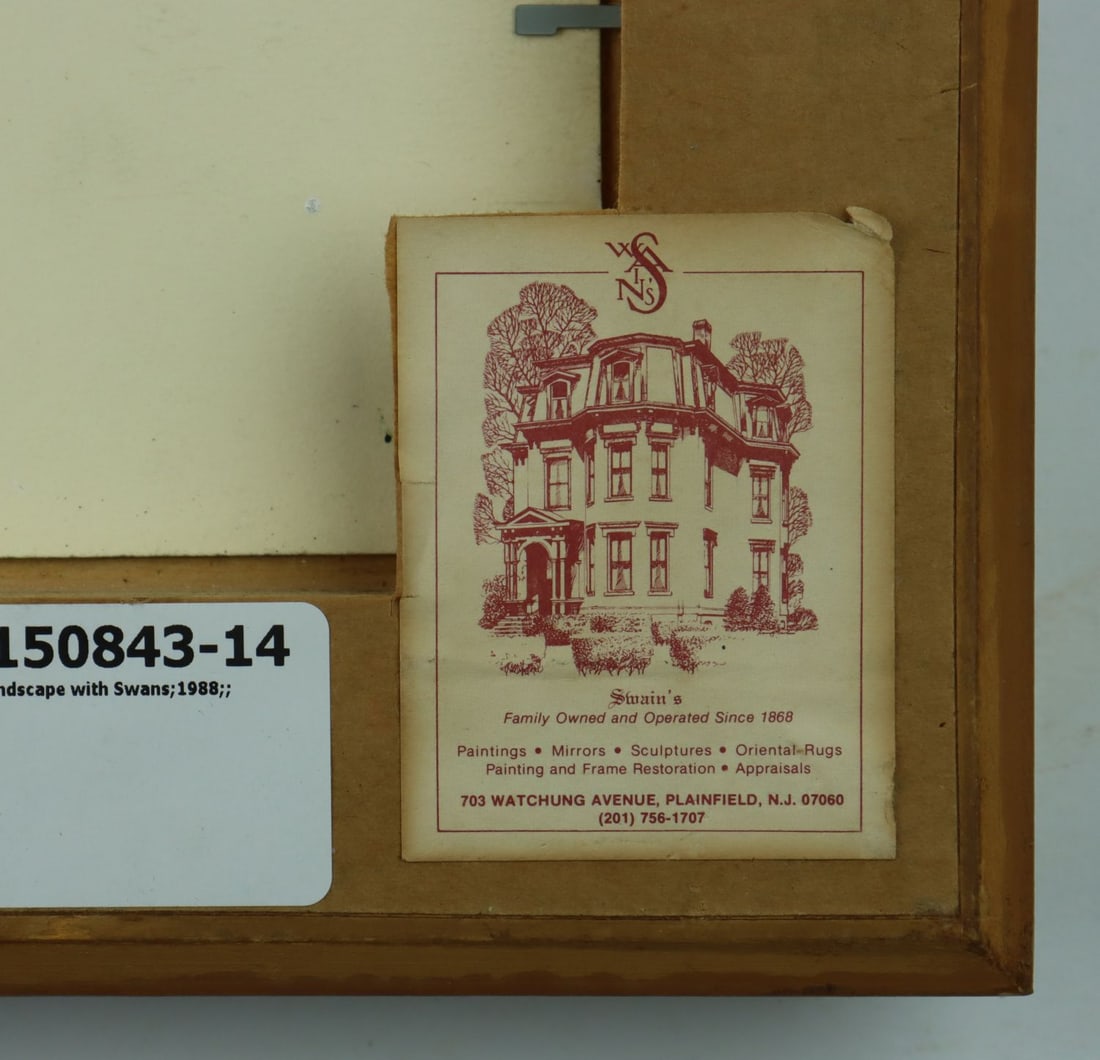 150843-14
ndscape with Swans;1988;;
SWAIN'S
Swain's
Family Owned and Operated Since 1868
Paintings • Mirrors • Sculptures • Oriental Rugs
Painting and Frame Restoration • Appraisals
703 WATCHUNG AVENUE, PLAINFIELD, N.J. 07060
(201) 756-1707